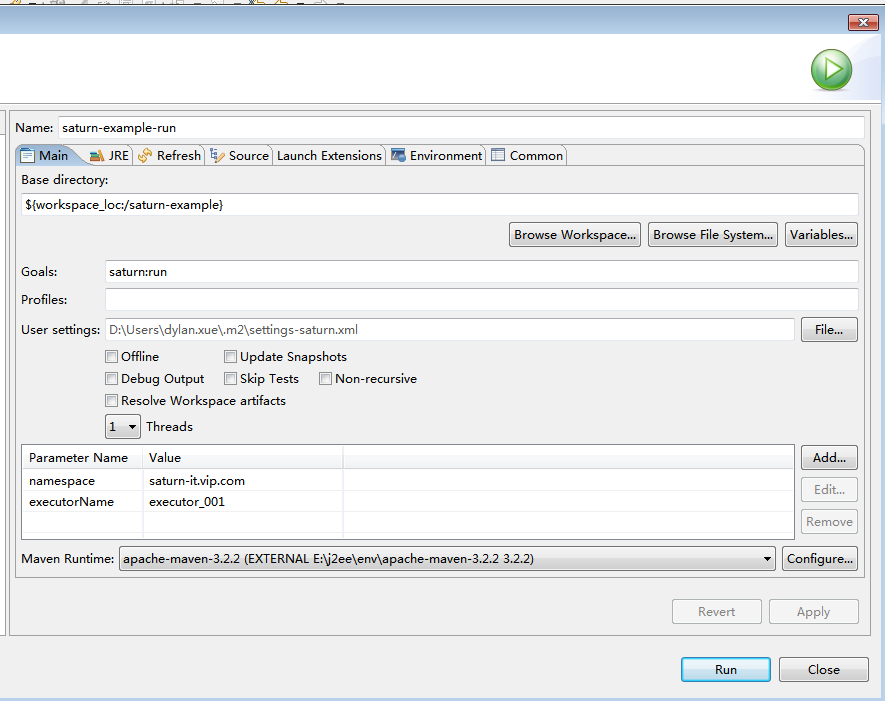 Name: saturn-example-run
Main JRE Refresh Source Launch Extensions Environment Common
Base directory:
${workspace_loc:/saturn-example}
Browse Workspace... Browse File System... Variables...
Goals: saturn:run
Profiles:
User settings: D:\Users\dylan.xue\.m2\settings-saturn.xml File...
Offline Update Snapshots
Debug Output Skip Tests Non-recursive
Resolve Workspace artifacts
1 Threads
Parameter Name Value Add...
namespace saturn-it.vip.com
Edit...
executorName executor_001
Remove
Maven Runtime: apache-maven-3.2.2 (EXTERNAL E:\j2ee\env\apache-maven-3.2.2 3.2.2) Configure...
Revert Apply
Run Close